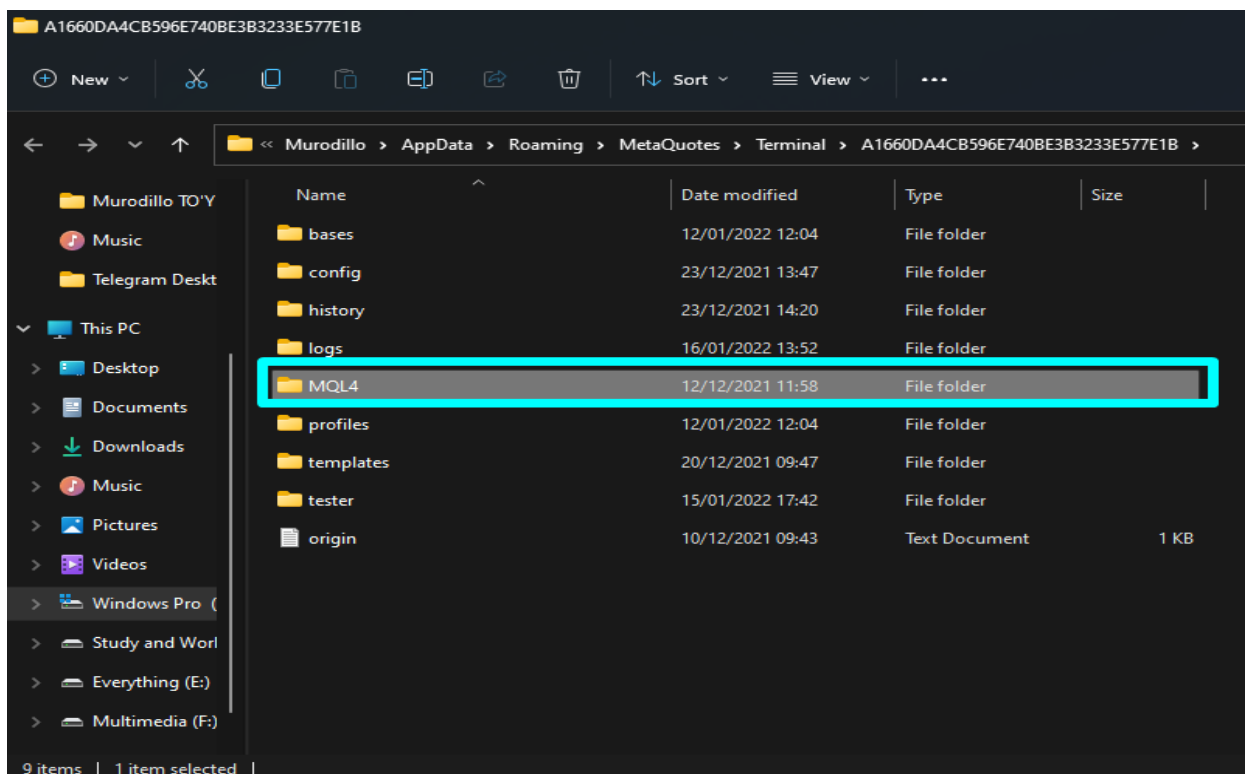 A1660DA4CB596E740BE3B3233E577E1B
New Sort View ...
« Murodillo > AppData > Roaming > MetaQuotes > Terminal > A1660DA4CB596E740BE3B3233E577E1B >
Murodillo TO'Y
Music
Telegram Deskt
This PC
Desktop
Documents
Downloads
Music
Pictures
Videos
Windows Pro (
Study and Worl
Everything (E:)
Multimedia (F:)
Name Date modified Type Size
bases 12/01/2022 12:04 File folder
config 23/12/2021 13:47 File folder
history 23/12/2021 14:20 File folder
logs 16/01/2022 13:52 File folder
MQL4 12/12/2021 11:58 File folder
profiles 12/01/2022 12:04 File folder
templates 20/12/2021 09:47 File folder
tester 15/01/2022 17:42 File folder
origin 10/12/2021 09:43 Text Document 1 KB
9 items | 1 item selected |